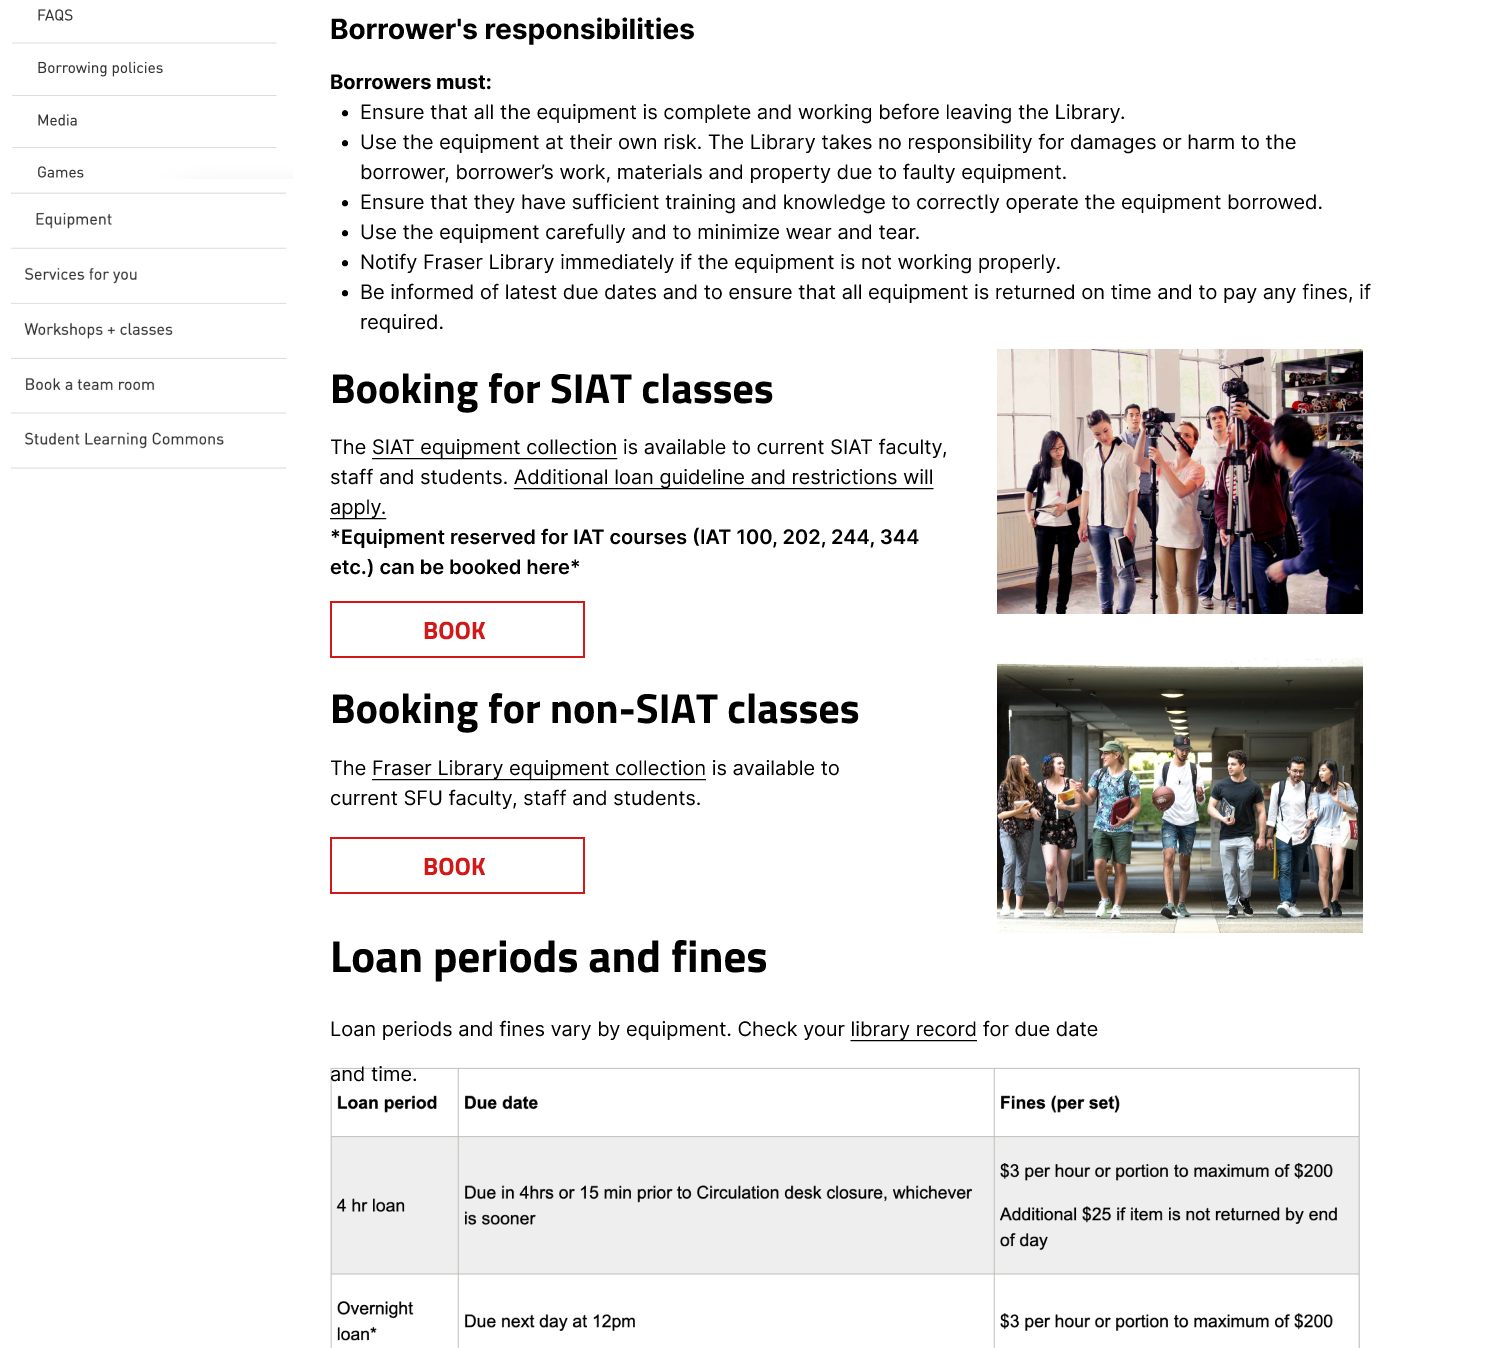 FAQS
Borrowing policies
Media
Games
Equipment
Services for you
Workshops + classes
Book a team room
Student Learning Commons
Borrower's responsibilities
Borrowers must:
• Ensure that all the equipment is complete and working before leaving the Library.
• Use the equipment at their own risk. The Library takes no responsibility for damages or harm to the
borrower, borrower’s work, materials and property due to faulty equipment.
• Ensure that they have sufficient training and knowledge to correctly operate the equipment borrowed.
• Use the equipment carefully and to minimize wear and tear.
• Notify Fraser Library immediately if the equipment is not working properly.
• Be informed of latest due dates and to ensure that all equipment is returned on time and to pay any fines, if
required.
Booking for SIAT classes
The SIAT equipment collection is available to current SIAT faculty,
staff and students. Additional loan guideline and restrictions will
apply.
*Equipment reserved for IAT courses (IAT 100, 202, 244, 344
etc.) can be booked here*
BOOK
Booking for non-SIAT classes
The Fraser Library equipment collection is available to
current SFU faculty, staff and students.
BOOK
Loan periods and fines
Loan periods and fines vary by equipment. Check your library record for due date
and time.
Loan period Due date Fines (per set)
4 hr loan
Due in 4hrs or 15 min prior to Circulation desk closure, whichever
is sooner
$3 per hour or portion to maximum of $200
Additional $25 if item is not returned by end
of day
Overnight
loan*
Due next day at 12pm
$3 per hour or portion to maximum of $200